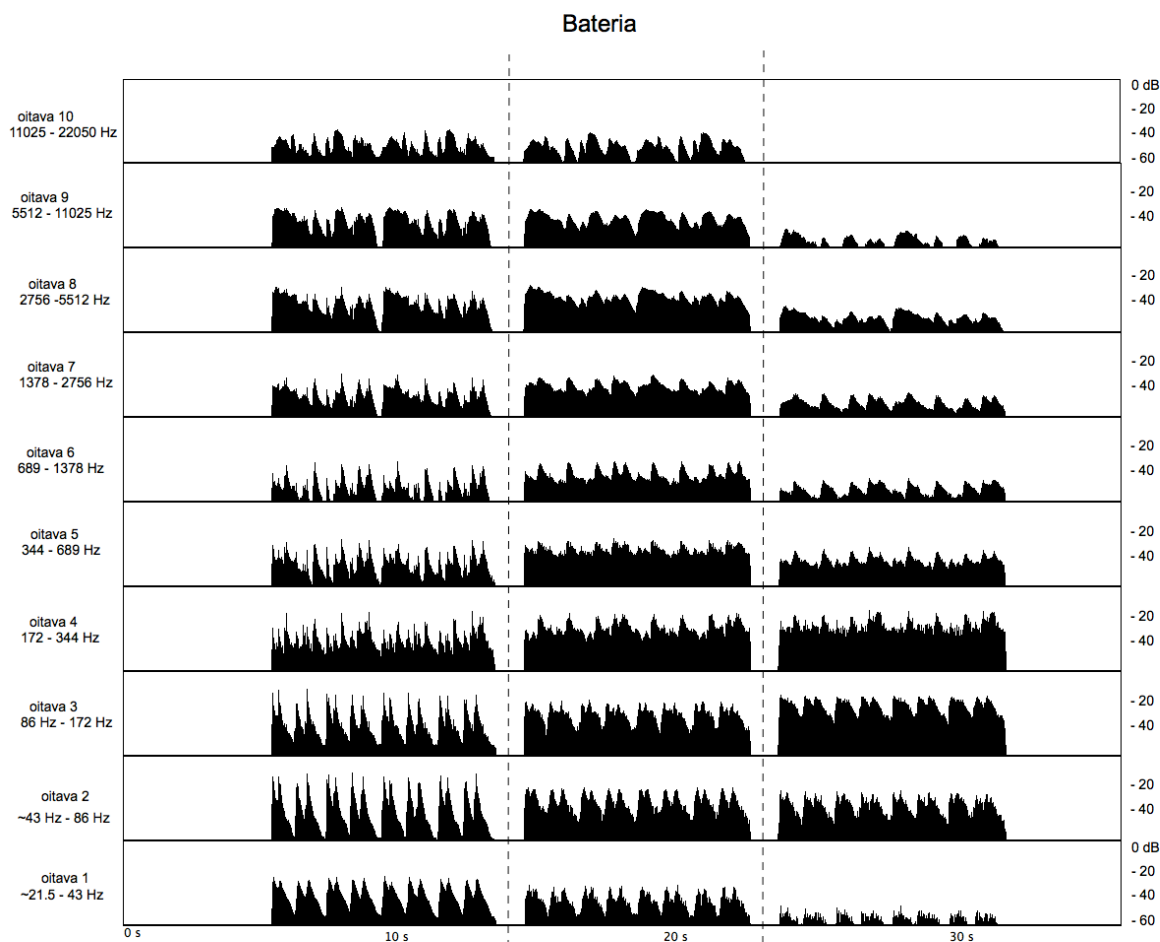 Bateria
oitava 10
11025 - 22050 Hz
0 dB
- 20
- 40
- 60
oitava 9
5512 - 11025 Hz
- 20
- 40
oitava 8
2756 -5512 Hz
- 20
- 40
oitava 7
1378 - 2756 Hz
- 20
- 40
oitava 6
689 - 1378 Hz
- 20
- 40
oitava 5
344 - 689 Hz
- 20
- 40
oitava 4
172 - 344 Hz
- 20
- 40
oitava 3
86 Hz - 172 Hz
- 20
- 40
oitava 2
~43 Hz - 86 Hz
- 20
- 40
oitava 1
~21.5 - 43 Hz
0 dB
- 20
- 40
- 60
0 s
10 s
20 s
30 s